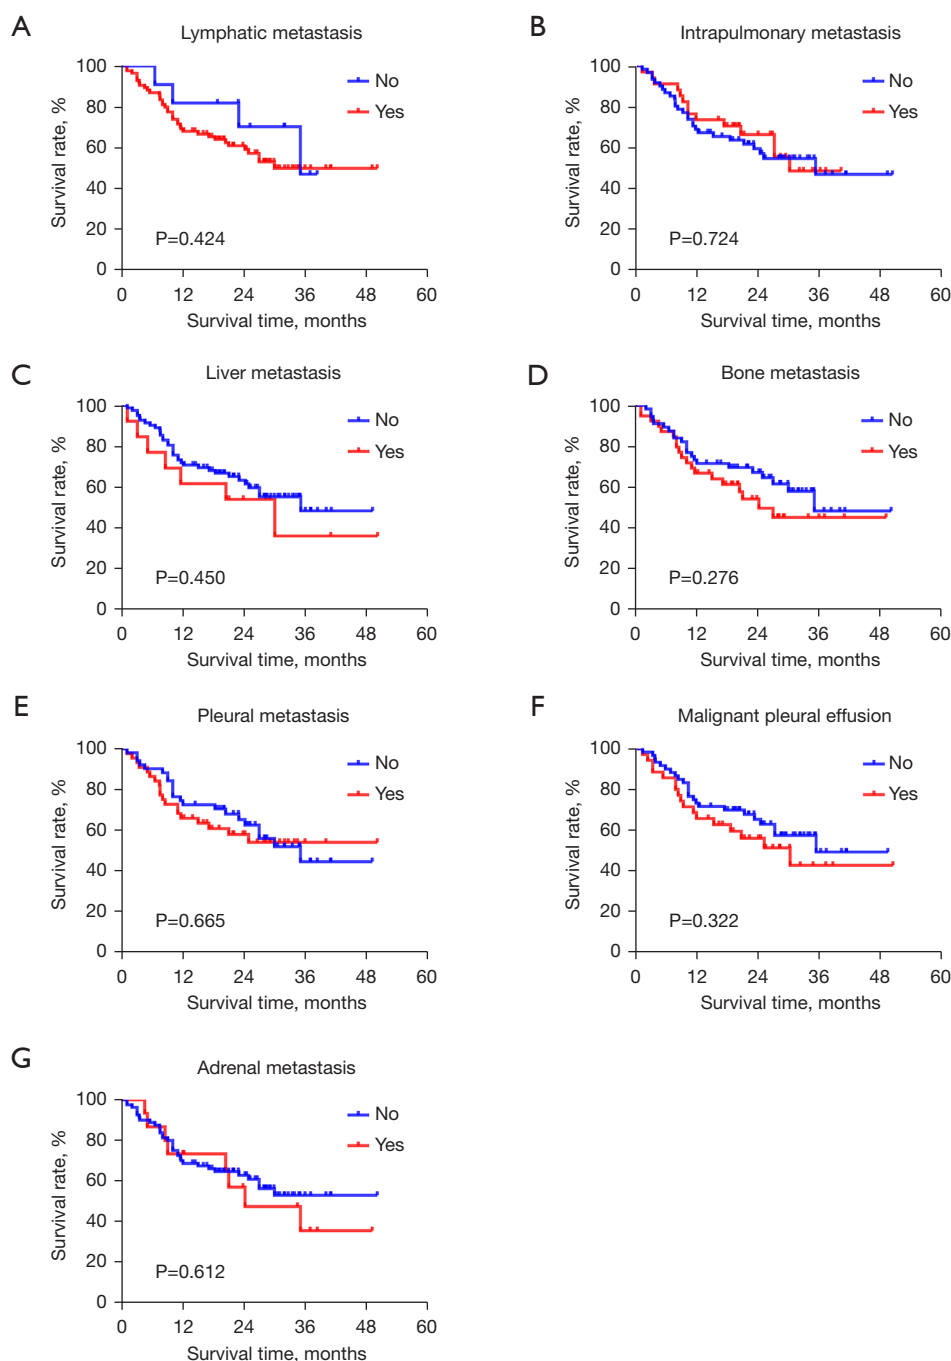 A
Lymphatic metastasis
100
80
60
40
20
0
Survival rate, %
No
Yes
P=0.424
0 12 24 36 48 60
Survival time, months
B
Intrapulmonary metastasis
100
80
60
40
20
0
Survival rate, %
No
Yes
P=0.724
0 12 24 36 48 60
Survival time, months
C
Liver metastasis
100
80
60
40
20
0
Survival rate, %
No
Yes
P=0.450
0 12 24 36 48 60
Survival time, months
D
Bone metastasis
100
80
60
40
20
0
Survival rate, %
No
Yes
P=0.276
0 12 24 36 48 60
Survival time, months
E
Pleural metastasis
100
80
60
40
20
0
Survival rate, %
No
Yes
P=0.665
0 12 24 36 48 60
Survival time, months
F
Malignant pleural effusion
100
80
60
40
20
0
Survival rate, %
No
Yes
P=0.322
0 12 24 36 48 60
Survival time, months
G
Adrenal metastasis
100
80
60
40
20
0
Survival rate, %
No
Yes
P=0.612
0 12 24 36 48 60
Survival time, months